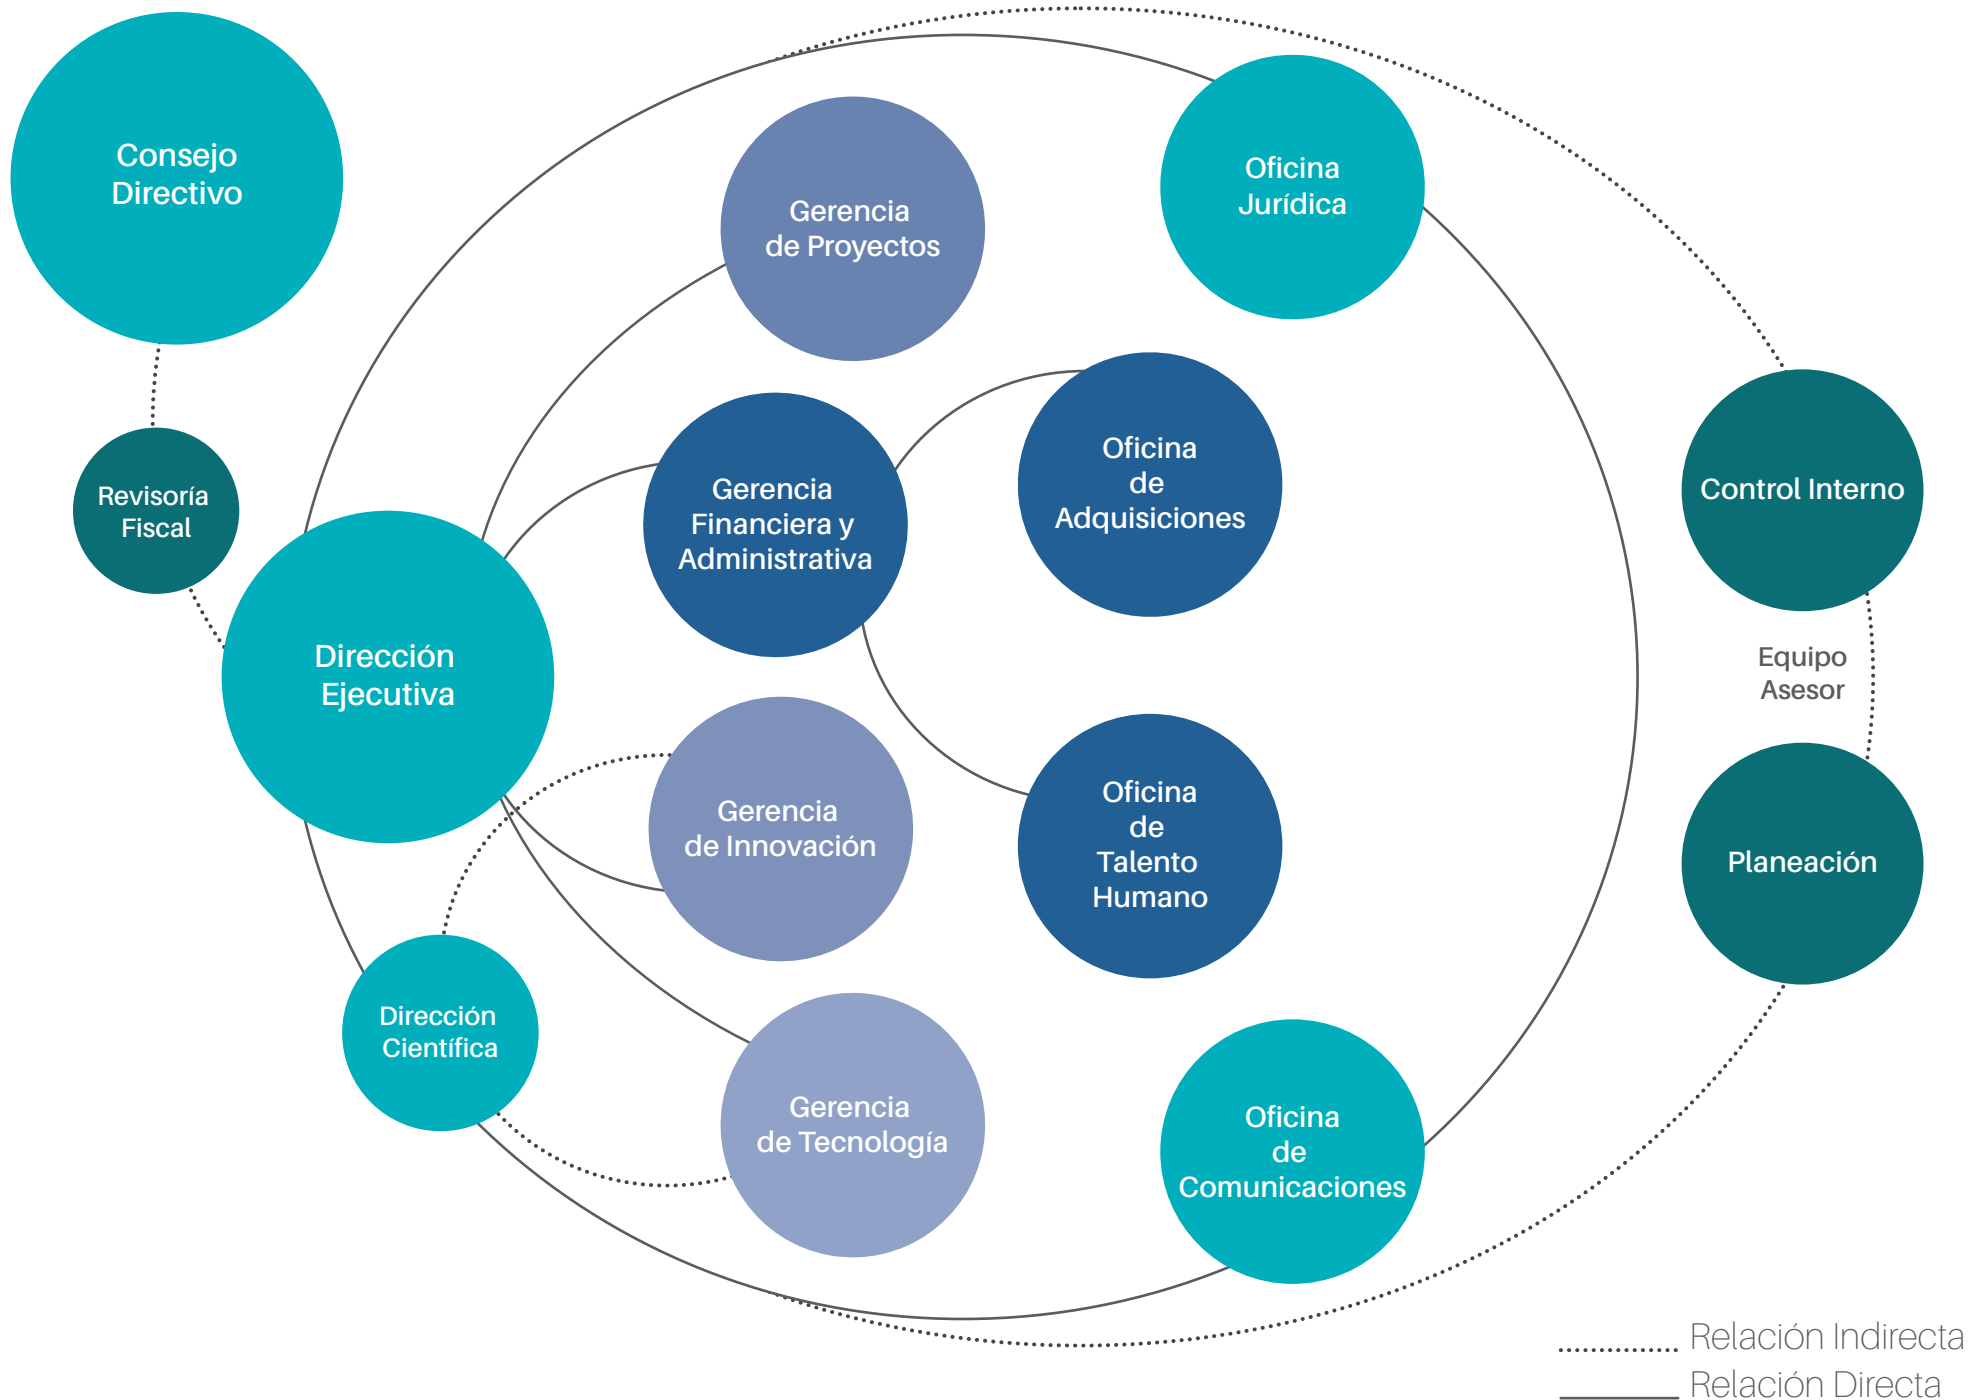 Consejo
Directivo
Oficina
Jurídica
Gerencia
de Proyectos
Oficina
de
Adquisiciones
Gerencia
Financiera y
Administrativa
Revisoría
Fiscal
Control Interno
Dirección
Ejecutiva
Equipo
Asesor
Gerencia
de Innovación
Oficina
de
Talento
Humano
Planeación
Dirección
Científica
Gerencia
de Tecnología
Oficina
de
Comunicaciones
Relación Indirecta
Relación Directa